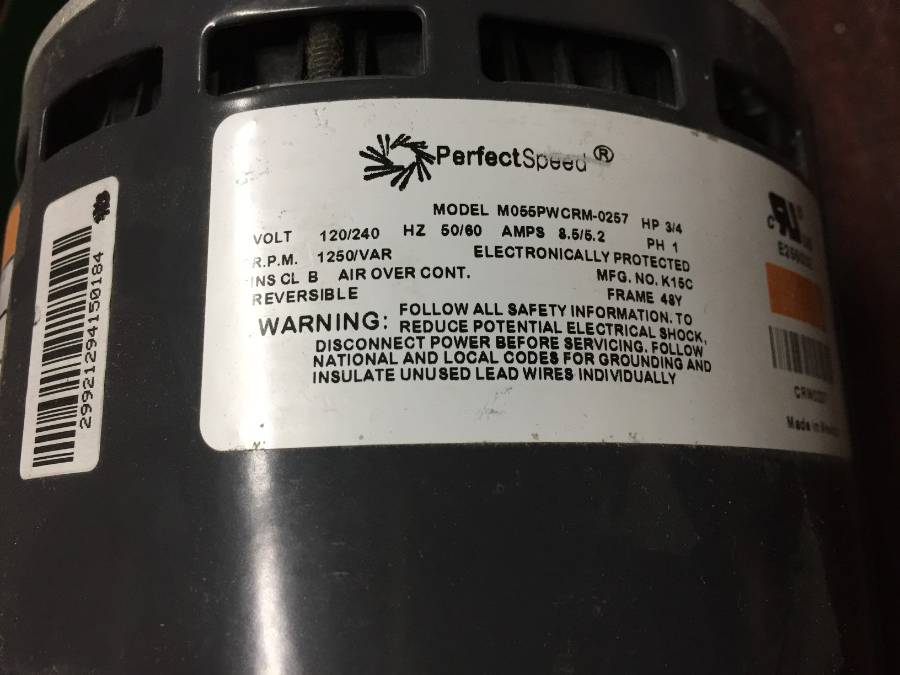 PerfectSpeed®
MODEL M055PWCRM-0257 HP 3/4
VOLT 120/240 HZ 50/60 AMPS 8.5/5.2 PH 1
R.P.M. 1250/VAR ELECTRONICALLY PROTECTED
INS CL B AIR OVER CONT. MFG. NO. K15C
REVERSIBLE FRAME 48Y
WARNING: FOLLOW ALL SAFETY INFORMATION. TO
REDUCE POTENTIAL ELECTRICAL SHOCK,
DISCONNECT POWER BEFORE SERVICING. FOLLOW
NATIONAL AND LOCAL CODES FOR GROUNDING AND
INSULATE UNUSED LEAD WIRES INDIVIDUALLY
29921294150184
Made in